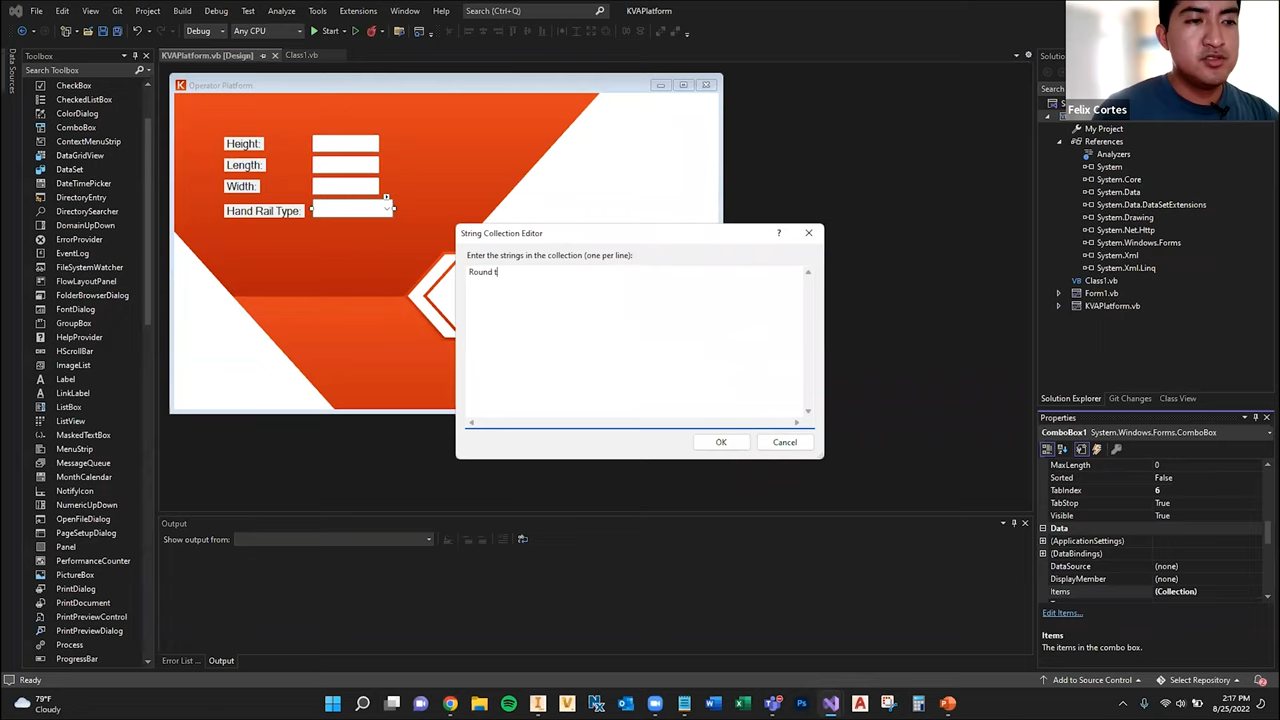 File Edit View Git Project Build Debug Test Analyze Tools Extensions Window Help Search (Ctrl+Q) KVAPlatform
Debug Any CPU Start
Data Sources
Toolbox
Search Toolbox
CheckBox
CheckedListBox
ColorDialog
ComboBox
ContextMenuStrip
DataGridView
DataSet
DateTimePicker
DirectoryEntry
DirectorySearcher
DomainUpDown
ErrorProvider
EventLog
FileSystemWatcher
FlowLayoutPanel
FolderBrowserDialog
FontDialog
GroupBox
HelpProvider
HScrollBar
ImageList
Label
LinkLabel
ListBox
ListView
MaskedTextBox
MenuStrip
MessageQueue
MonthCalendar
NotifyIcon
NumericUpDown
OpenFileDialog
PageSetupDialog
Panel
PerformanceCounter
PictureBox
PrintDialog
PrintDocument
PrintPreviewControl
PrintPreviewDialog
Process
ProgressBar
KVAPlatform.vb [Design] Class1.vb
K Operator Platform
Height:
Length:
Width:
Hand Rail Type:
String Collection Editor ?
Enter the strings in the collection (one per line):
Round t
OK Cancel
Output
Show output from:
Error List ... Output
Felix Cortes
My Project
References
Analyzers
System
System.Core
System.Data
System.Data.DataSetExtensions
System.Drawing
System.Net.Http
System.Windows.Forms
System.Xml
System.Xml.Linq
Class1.vb
Form1.vb
KVAPlatform.vb
Solution Explorer Git Changes Class View
Properties
ComboBox1 System.Windows.Forms.ComboBox
MaxLength 0
Sorted False
TabIndex 6
TabStop True
Visible True
Data
(ApplicationSettings)
(DataBindings)
DataSource (none)
DisplayMember (none)
Items (Collection)
Edit Items...
Items
The items in the combo box.
Ready Add to Source Control Select Repository
79°F
Cloudy
2:17 PM
8/25/2022